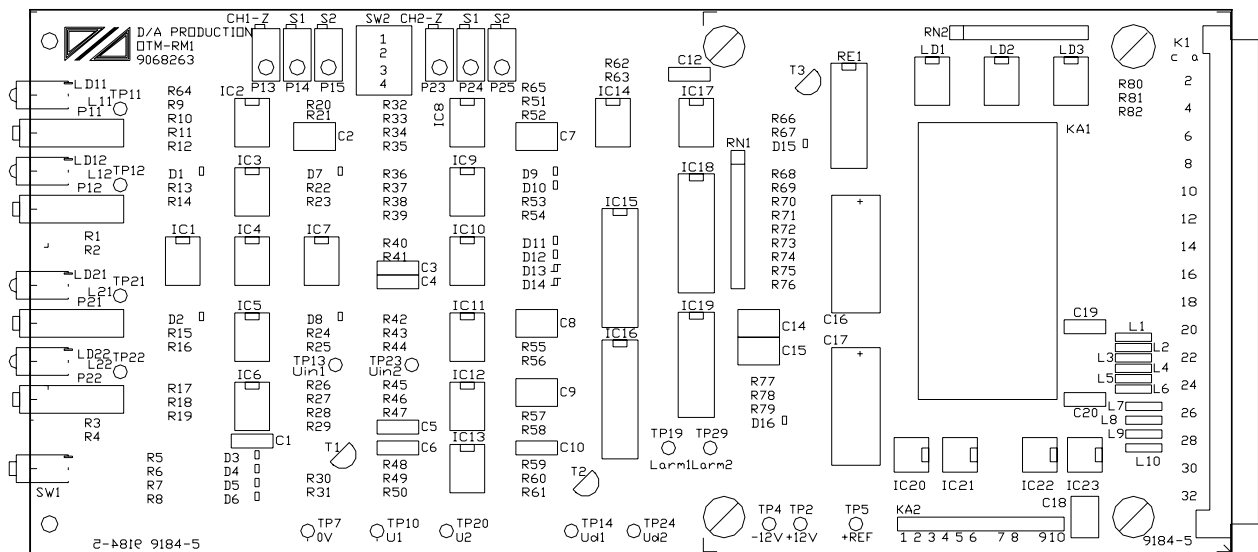 CH1-Z S1 S2 SW2 CH2-Z S1 S2
D/A PRODUCTION
OTM-RM1
9068263
1
2
3
4
P13 P14 P15
P23 P24 P25
RN2
LD1 LD2 LD3
K1
c a
2
4
6
8
10
12
14
16
18
20
22
24
26
28
30
32
LD11
L11
TP11
P11
R64
R9
R10
R11
R12
IC2
R20
R21
C2
R32
R33
R34
R35
IC8
R65
R51
R52
C7
R62
R63
IC14
C12
IC17
T3
RE1
R66
R67
D15
R80
R81
R82
KA1
LD12
L12
TP12
P12
D1
R13
R14
IC3
D7
R22
R23
R36
R37
R38
R39
IC9
D9
D10
R53
R54
RN1
IC18
IC15
R68
R69
R70
R71
R72
R73
R74
R75
R76
+
R1
R2
IC1
IC4
IC7
R40
R41
C3
C4
IC10
D11
D12
D13
D14
LD21
L21
TP21
P21
D2
R15
R16
IC5
D8
R24
R25
R42
R43
R44
IC11
C8
R55
R56
IC16
IC19
C14
C15
C16
C17
+
C19
L1
L2
L3
L4
L5
L6
L7
L8
L9
L10
C20
LD22
L22
TP22
P22
TP13
Uin1
TP23
Uin2
R17
R18
R19
IC6
C1
R26
R27
R28
R29
R45
R46
R47
C5
C6
IC12
C9
R57
R58
C10
R77
R78
R79
D16
R3
R4
SW1
R5
R6
R7
R8
D3
D4
D5
D6
T1
R30
R31
R48
R49
R50
IC13
R59
R60
R61
T2
TP19
Larm1
TP29
Larm2
IC20 IC21 IC22 IC23
C18
KA2
1 2 3 4 5 6 7 8 9 10
TP7
0V
TP10
U1
TP20
U2
TP14
Ud1
TP24
Ud2
TP4
-12V
TP2
+12V
TP5
+REF
9184-5
9184-5